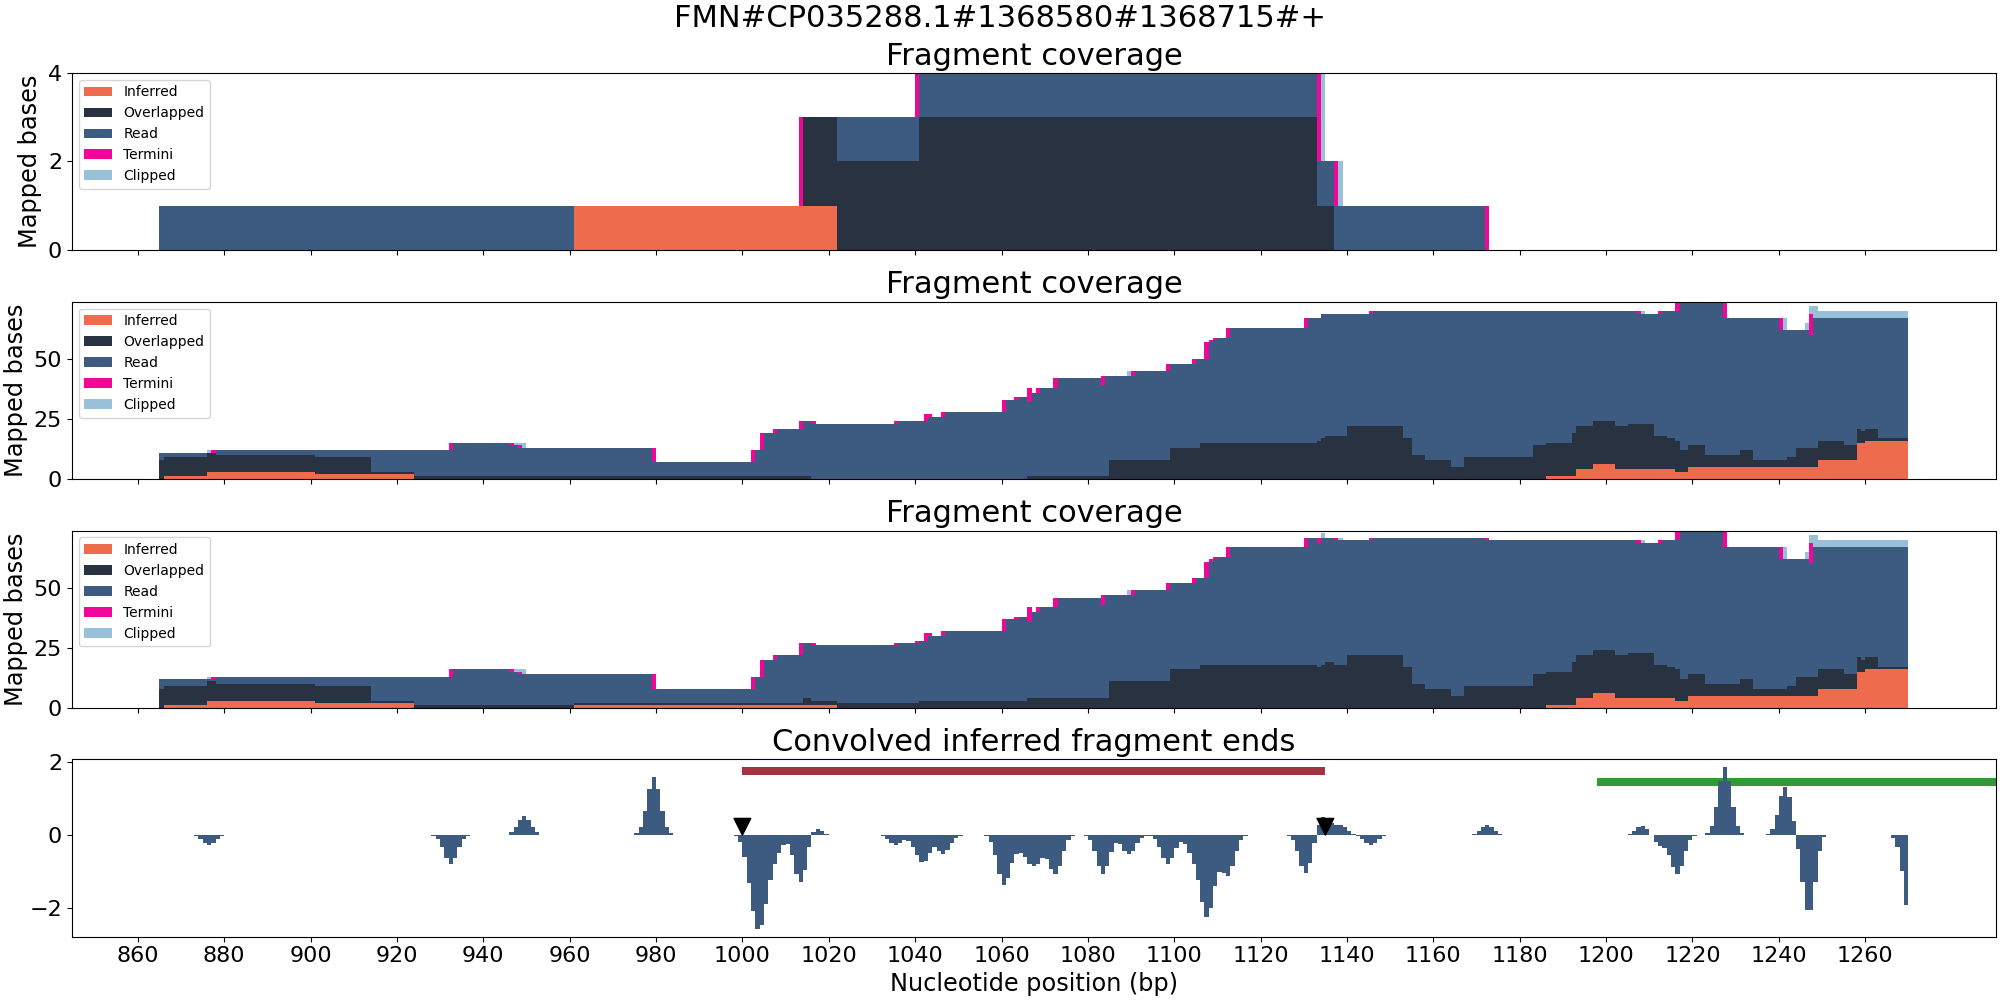 FMN#CP035288.1#1368580#1368715#+
Fragment coverage
Mapped bases
4
2
0
Inferred
Overlapped
Read
Termini
Clipped
Fragment coverage
Mapped bases
50
25
0
Inferred
Overlapped
Read
Termini
Clipped
Fragment coverage
Mapped bases
50
25
0
Inferred
Overlapped
Read
Termini
Clipped
Convolved inferred fragment ends
2
0
−2
860 880 900 920 940 960 980 1000 1020 1040 1060 1080 1100 1120 1140 1160 1180 1200 1220 1240 1260
Nucleotide position (bp)